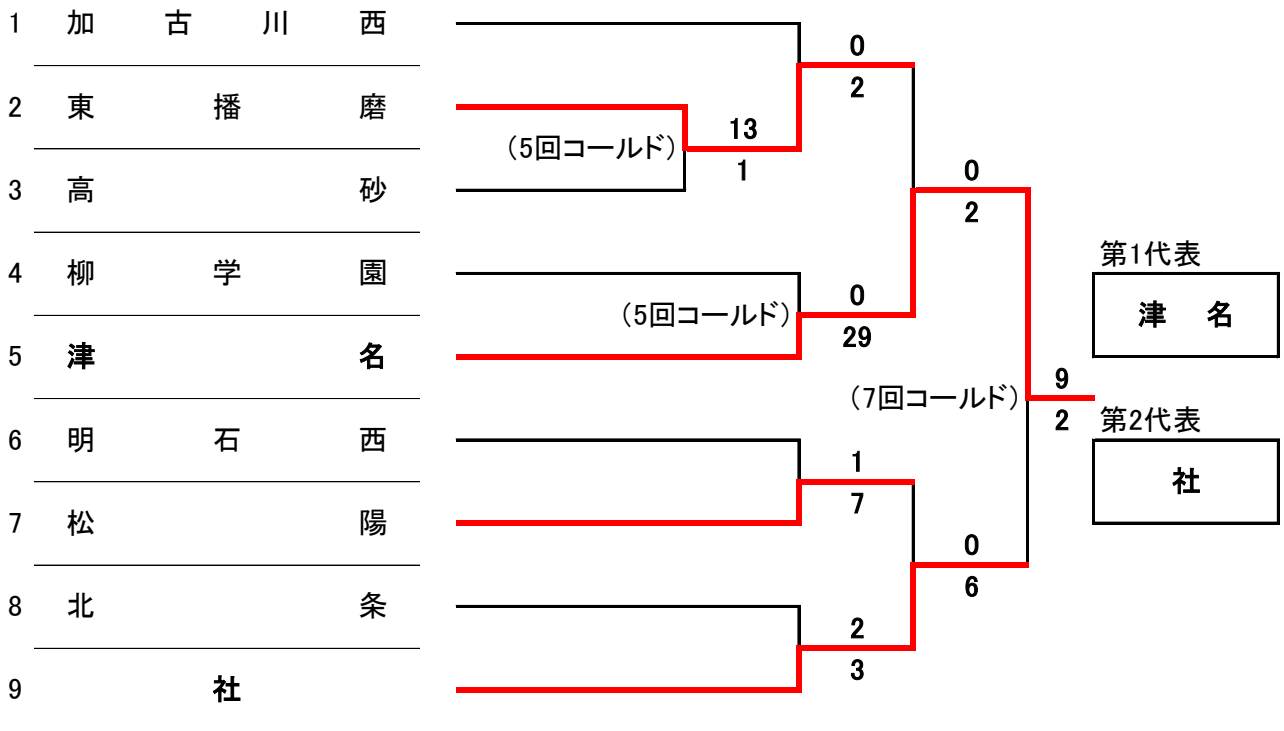 1 加古川西
0
2
2 東播磨
13
(5回コールド)
1
0
3 高砂
2
第1代表
4 柳学園
0
津名
(5回コールド)
29
5 津名
9
(7回コールド)
2
第2代表
6 明石西
1
社
7
7 松陽
0
6
8 北条
2
3
9 社